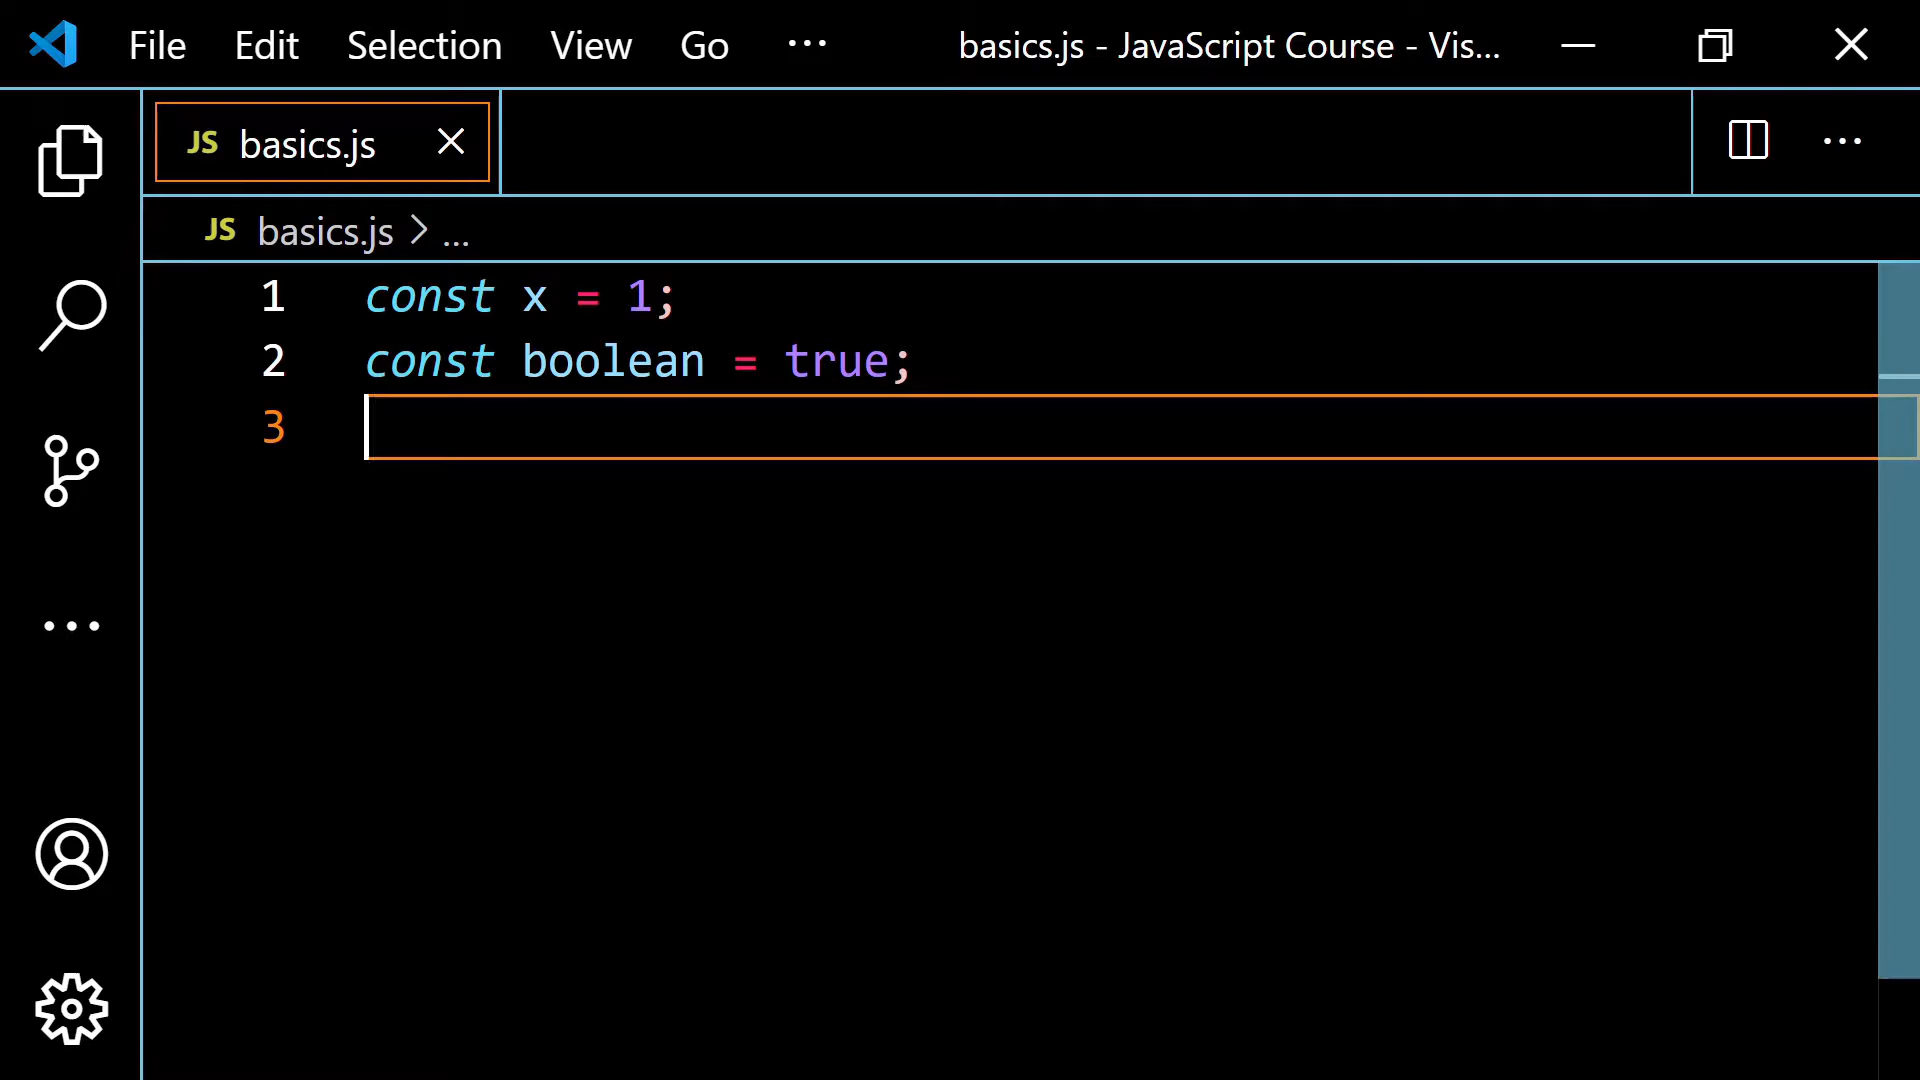 File Edit Selection View Go ... basics.js - JavaScript Course - Vis...
JS basics.js
JS basics.js > ...
1 const x = 1;
2 const boolean = true;
3